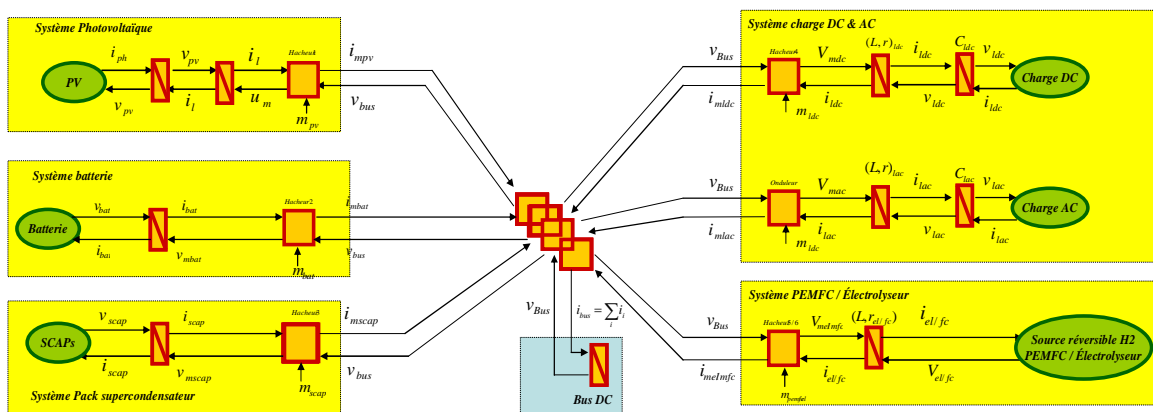 Système Photovoltaïque
i_ph
v_pv
i_l
Hacheur1
i_mpv
PV
v_pv
i_l
u_m
v_bus
m_pv
Système batterie
v_bat
i_bat
Hacheur2
i_mbat
Batterie
i_bat
v_mbat
v_bus
m_bat
v_scap
i_scap
Hacheur3
i_mscap
SCAPs
i_scap
v_mscap
v_bus
m_scap
Système Pack supercondensateur
v_Bus
i_bus = ∑_i i_i
Bus DC
Système charge DC & AC
v_Bus
Hacheur4
V_mdc
(L,r)_ldc
i_ldc
C_ldc
v_ldc
Charge DC
i_mldc
m_ldc
i_ldc
v_ldc
i_ldc
v_Bus
Onduleur
V_mac
(L,r)_lac
i_lac
C_lac
v_lac
Charge AC
i_mlac
m_ldc
i_lac
v_lac
i_lac
Système PEMFC / Électrolyseur
v_Bus
Hacheur5/6
V_melmfc
(L,r_el/fc)
i_el/fc
Source réversible H2
PEMFC / Électrolyseur
i_melmfc
i_el/fc
V_el/fc